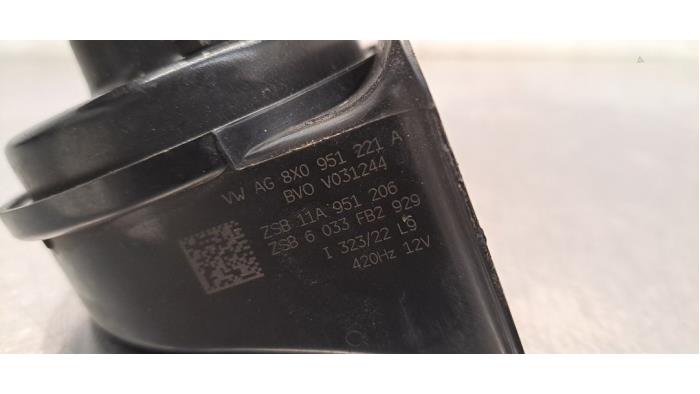 VW AG 8X0 951 221 A
BVO V031244
ZSB 11A 951 206
ZSB 6 033 FB2 929
I 323/22 L9
420Hz 12V